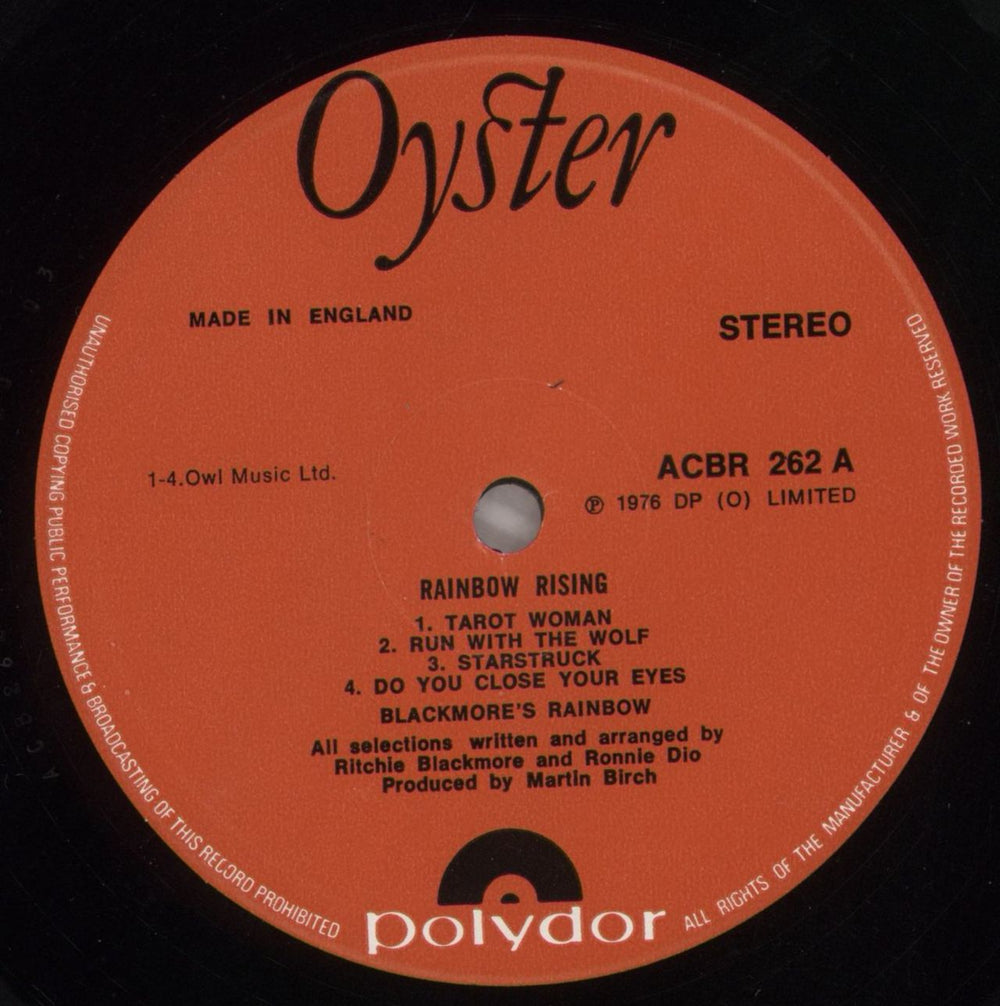 Oyster
MADE IN ENGLAND
STEREO
1-4.Owl Music Ltd.
ACBR 262 A
℗ 1976 DP (O) LIMITED
RAINBOW RISING
1. TAROT WOMAN
2. RUN WITH THE WOLF
3. STARSTRUCK
4. DO YOU CLOSE YOUR EYES
BLACKMORE'S RAINBOW
All selections written and arranged by
Ritchie Blackmore and Ronnie Dio
Produced by Martin Birch
polydor
UNAUTHORISED COPYING PUBLIC PERFORMANCE & BROADCASTING OF THIS RECORD PROHIBITED
ALL RIGHTS OF THE MANUFACTURER & OF THE OWNER OF THE RECORDED WORK RESERVED